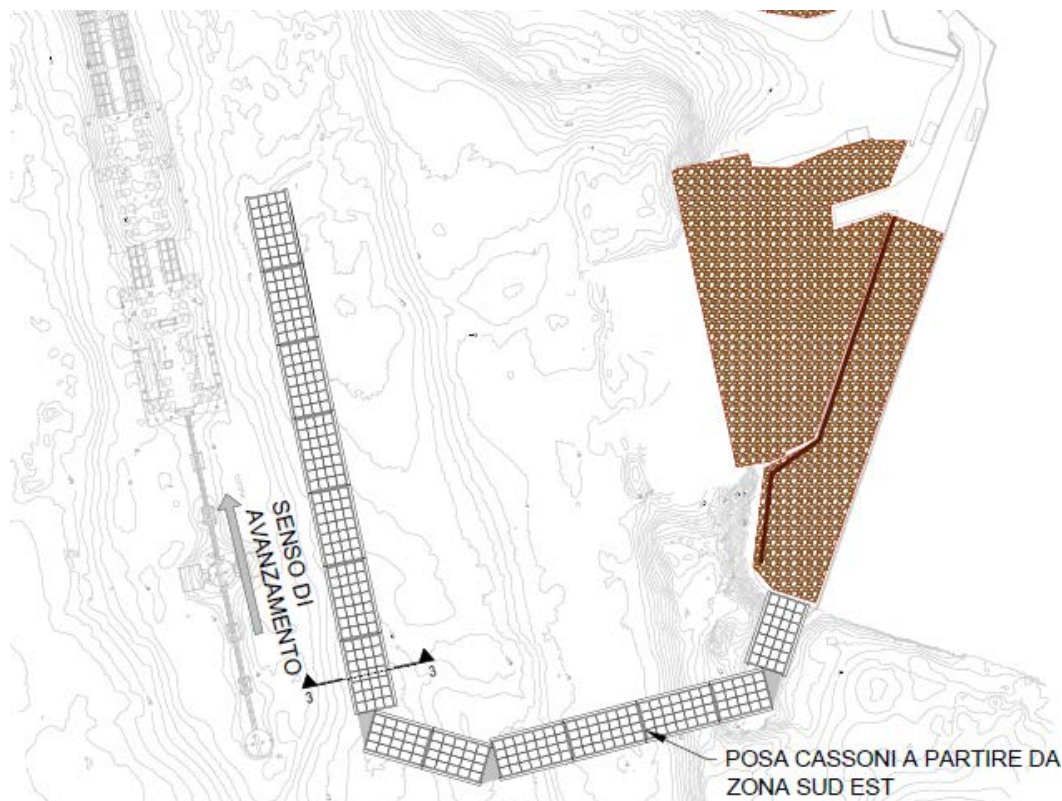 SENSO DI
AVANZAMENTO
3
3
POSA CASSONI A PARTIRE DA
ZONA SUD EST